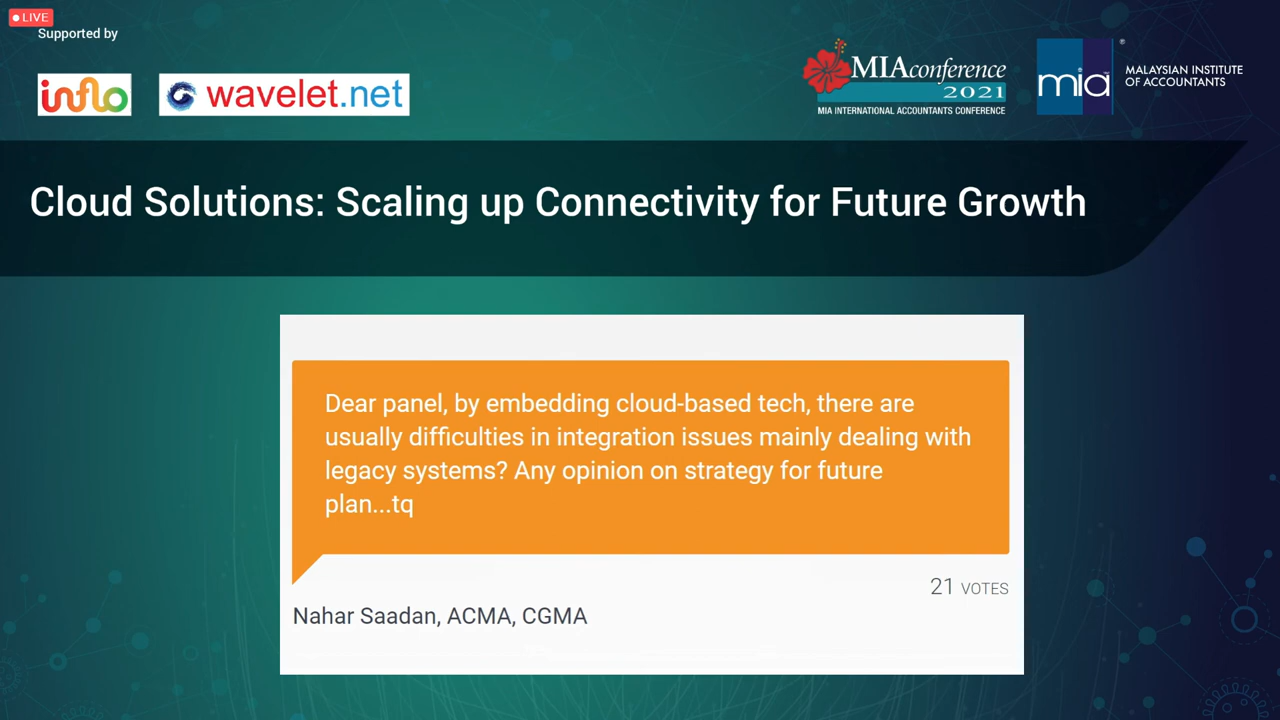 LIVE
Supported by
inflo
wavelet.net
MIAconference
2021
MIA INTERNATIONAL ACCOUNTANTS CONFERENCE
mia
®
MALAYSIAN INSTITUTE
OF ACCOUNTANTS
Cloud Solutions: Scaling up Connectivity for Future Growth
Dear panel, by embedding cloud-based tech, there are
usually difficulties in integration issues mainly dealing with
legacy systems? Any opinion on strategy for future
plan...tq
21 VOTES
Nahar Saadan, ACMA, CGMA